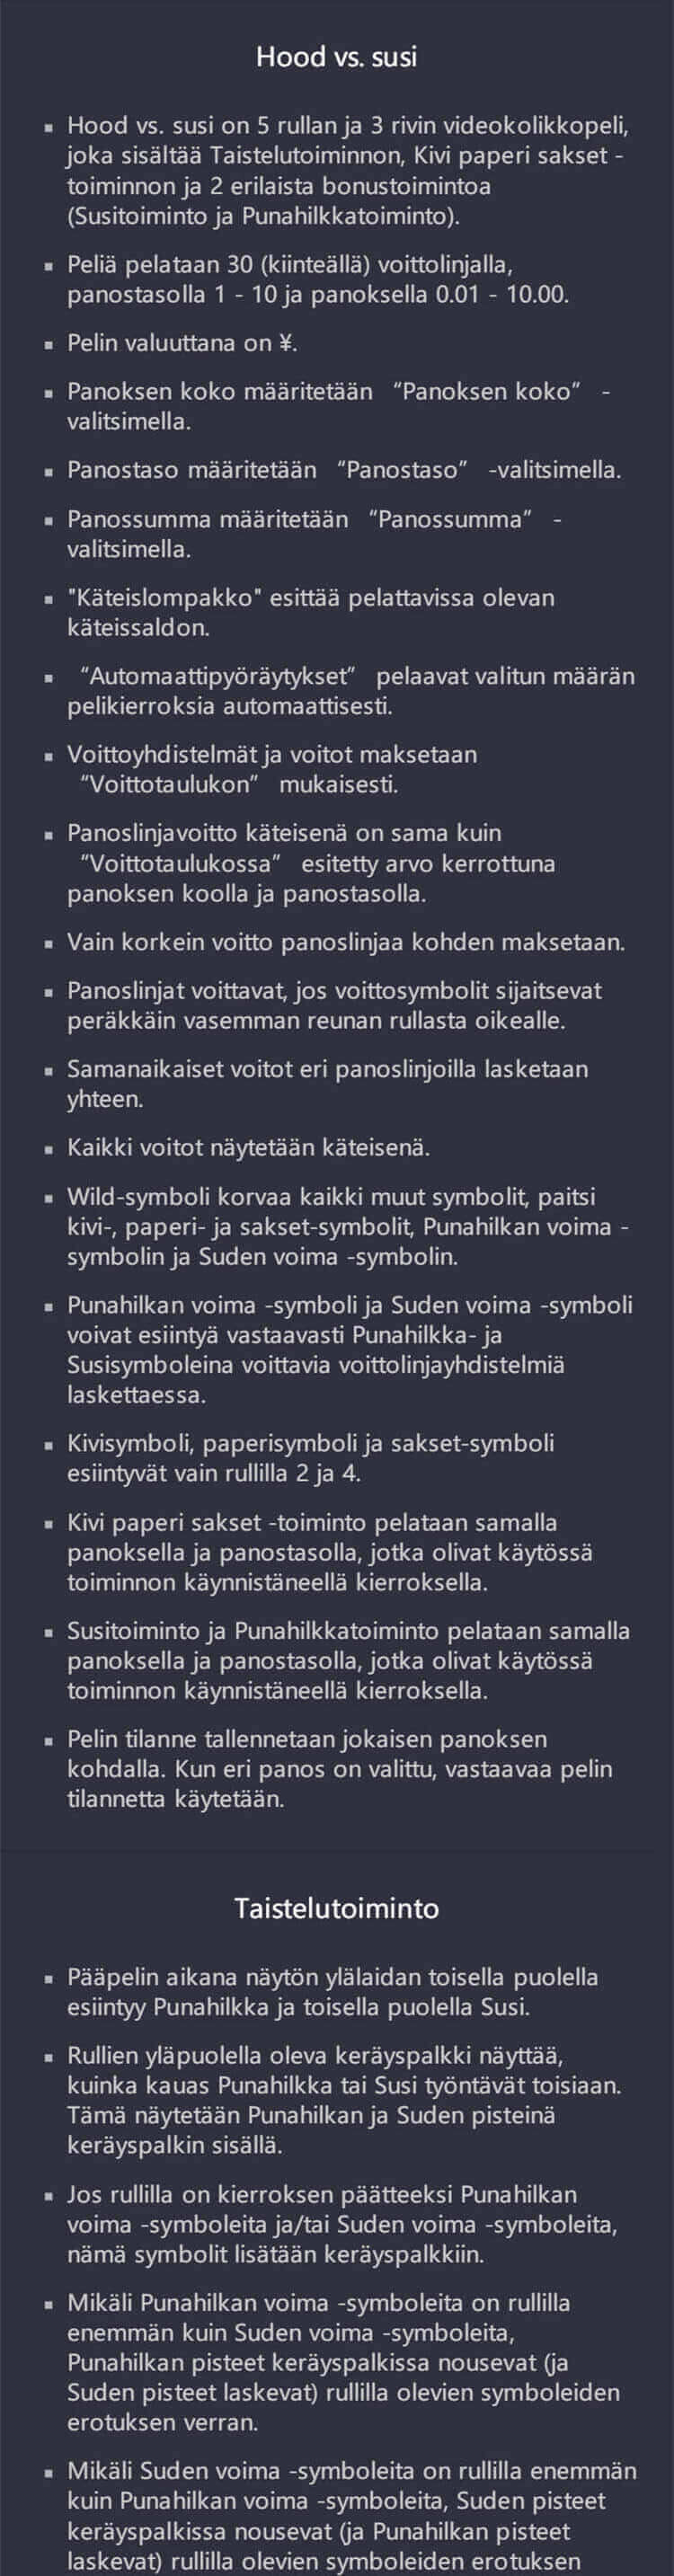 Hood vs. susi
▪ Hood vs. susi on 5 rullan ja 3 rivin videokolikkopeli,
joka sisältää Taistelutoiminnon, Kivi paperi sakset -
toiminnon ja 2 erilaista bonustoimintoa
(Susitoiminto ja Punahilkkatoiminto).
▪ Peliä pelataan 30 (kiinteällä) voittolinjalla,
panostasolla 1 - 10 ja panoksella 0.01 - 10.00.
▪ Pelin valuuttana on ¥.
▪ Panoksen koko määritetään “Panoksen koko” -
valitsimella.
▪ Panostaso määritetään “Panostaso” -valitsimella.
▪ Panossumma määritetään “Panossumma” -
valitsimella.
▪ "Käteislompakko" esittää pelattavissa olevan
käteissaldon.
▪ “Automaattipyöräytykset” pelaavat valitun määrän
pelikierroksia automaattisesti.
▪ Voittoyhdistelmät ja voitot maksetaan
“Voittotaulukon” mukaisesti.
▪ Panoslinjavoitto käteisenä on sama kuin
“Voittotaulukossa” esitetty arvo kerrottuna
panoksen koolla ja panostasolla.
▪ Vain korkein voitto panoslinjaa kohden maksetaan.
▪ Panoslinjat voittavat, jos voittosymbolit sijaitsevat
peräkkäin vasemman reunan rullasta oikealle.
▪ Samanaikaiset voitot eri panoslinjoilla lasketaan
yhteen.
▪ Kaikki voitot näytetään käteisenä.
▪ Wild-symboli korvaa kaikki muut symbolit, paitsi
kivi-, paperi- ja sakset-symbolit, Punahilkan voima -
symbolin ja Suden voima -symbolin.
▪ Punahilkan voima -symboli ja Suden voima -symboli
voivat esiintyä vastaavasti Punahilkka- ja
Susisymboleina voittavia voittolinjayhdistelmiä
laskettaessa.
▪ Kivisymboli, paperisymboli ja sakset-symboli
esiintyvät vain rullilla 2 ja 4.
▪ Kivi paperi sakset -toiminto pelataan samalla
panoksella ja panostasolla, jotka olivat käytössä
toiminnon käynnistäneellä kierroksella.
▪ Susitoiminto ja Punahilkkatoiminto pelataan samalla
panoksella ja panostasolla, jotka olivat käytössä
toiminnon käynnistäneellä kierroksella.
▪ Pelin tilanne tallennetaan jokaisen panoksen
kohdalla. Kun eri panos on valittu, vastaavaa pelin
tilannetta käytetään.
Taistelutoiminto
▪ Pääpelin aikana näytön ylälaidan toisella puolella
esiintyy Punahilkka ja toisella puolella Susi.
▪ Rullien yläpuolella oleva keräyspalkki näyttää,
kuinka kauas Punahilkka tai Susi työntävät toisiaan.
Tämä näytetään Punahilkan ja Suden pisteinä
keräyspalkin sisällä.
▪ Jos rullilla on kierroksen päätteeksi Punahilkan
voima -symboleita ja/tai Suden voima -symboleita,
nämä symbolit lisätään keräyspalkkiin.
▪ Mikäli Punahilkan voima -symboleita on rullilla
enemmän kuin Suden voima -symboleita,
Punahilkan pisteet keräyspalkissa nousevat (ja
Suden pisteet laskevat) rullilla olevien symboleiden
erotuksen verran.
▪ Mikäli Suden voima -symboleita on rullilla enemmän
kuin Punahilkan voima -symboleita, Suden pisteet
keräyspalkissa nousevat (ja Punahilkan pisteet
laskevat) rullilla olevien symboleiden erotuksen